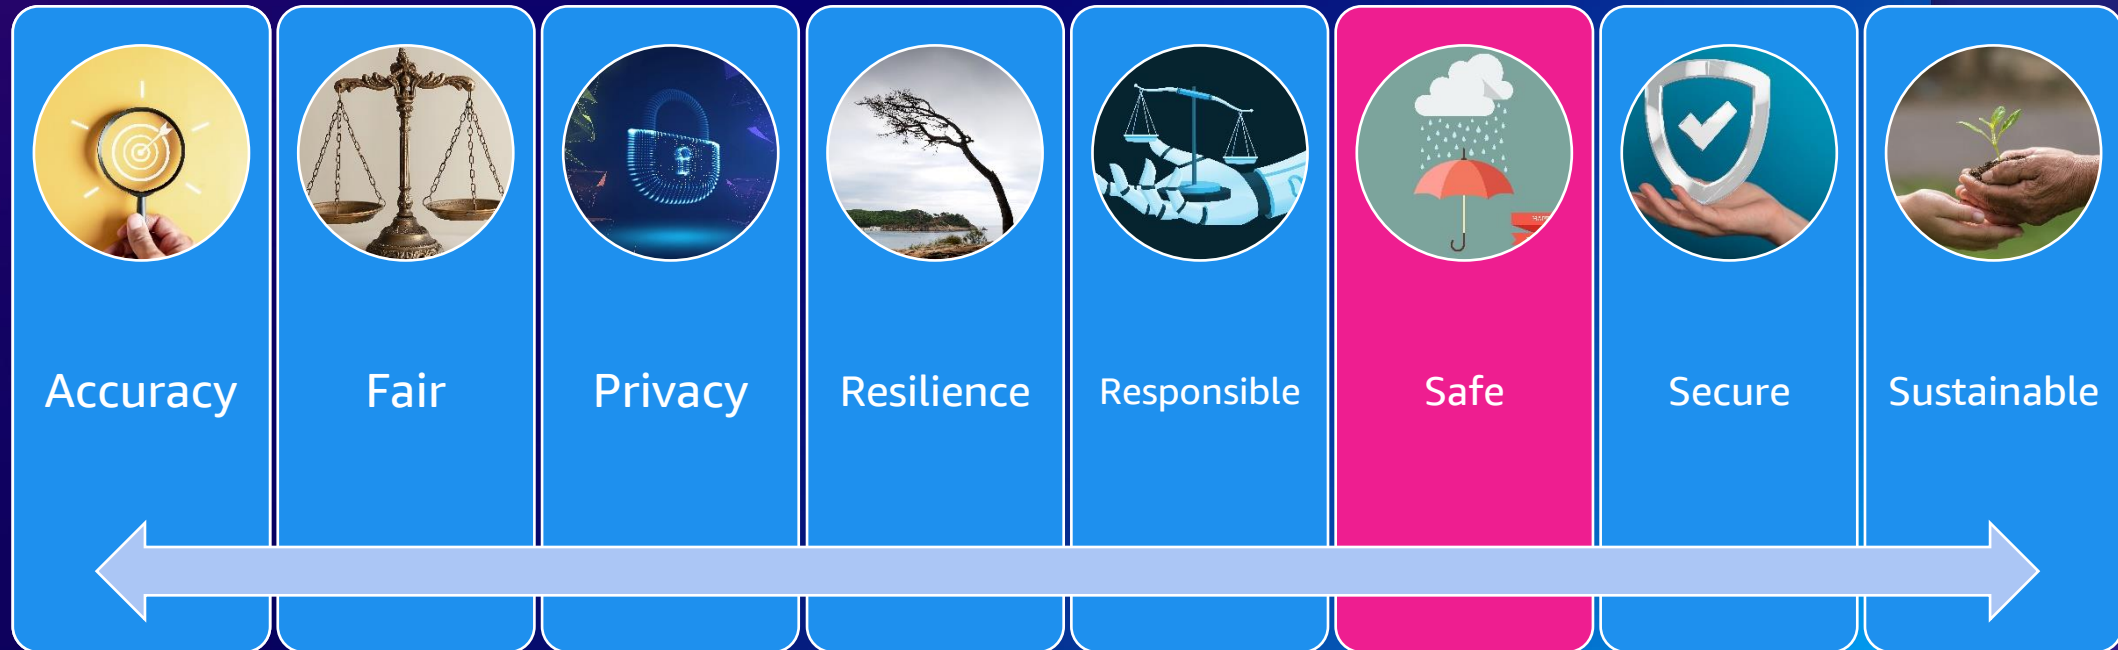 Accuracy
Fair
Privacy
Resilience
Responsible
Safe
Secure
Sustainable